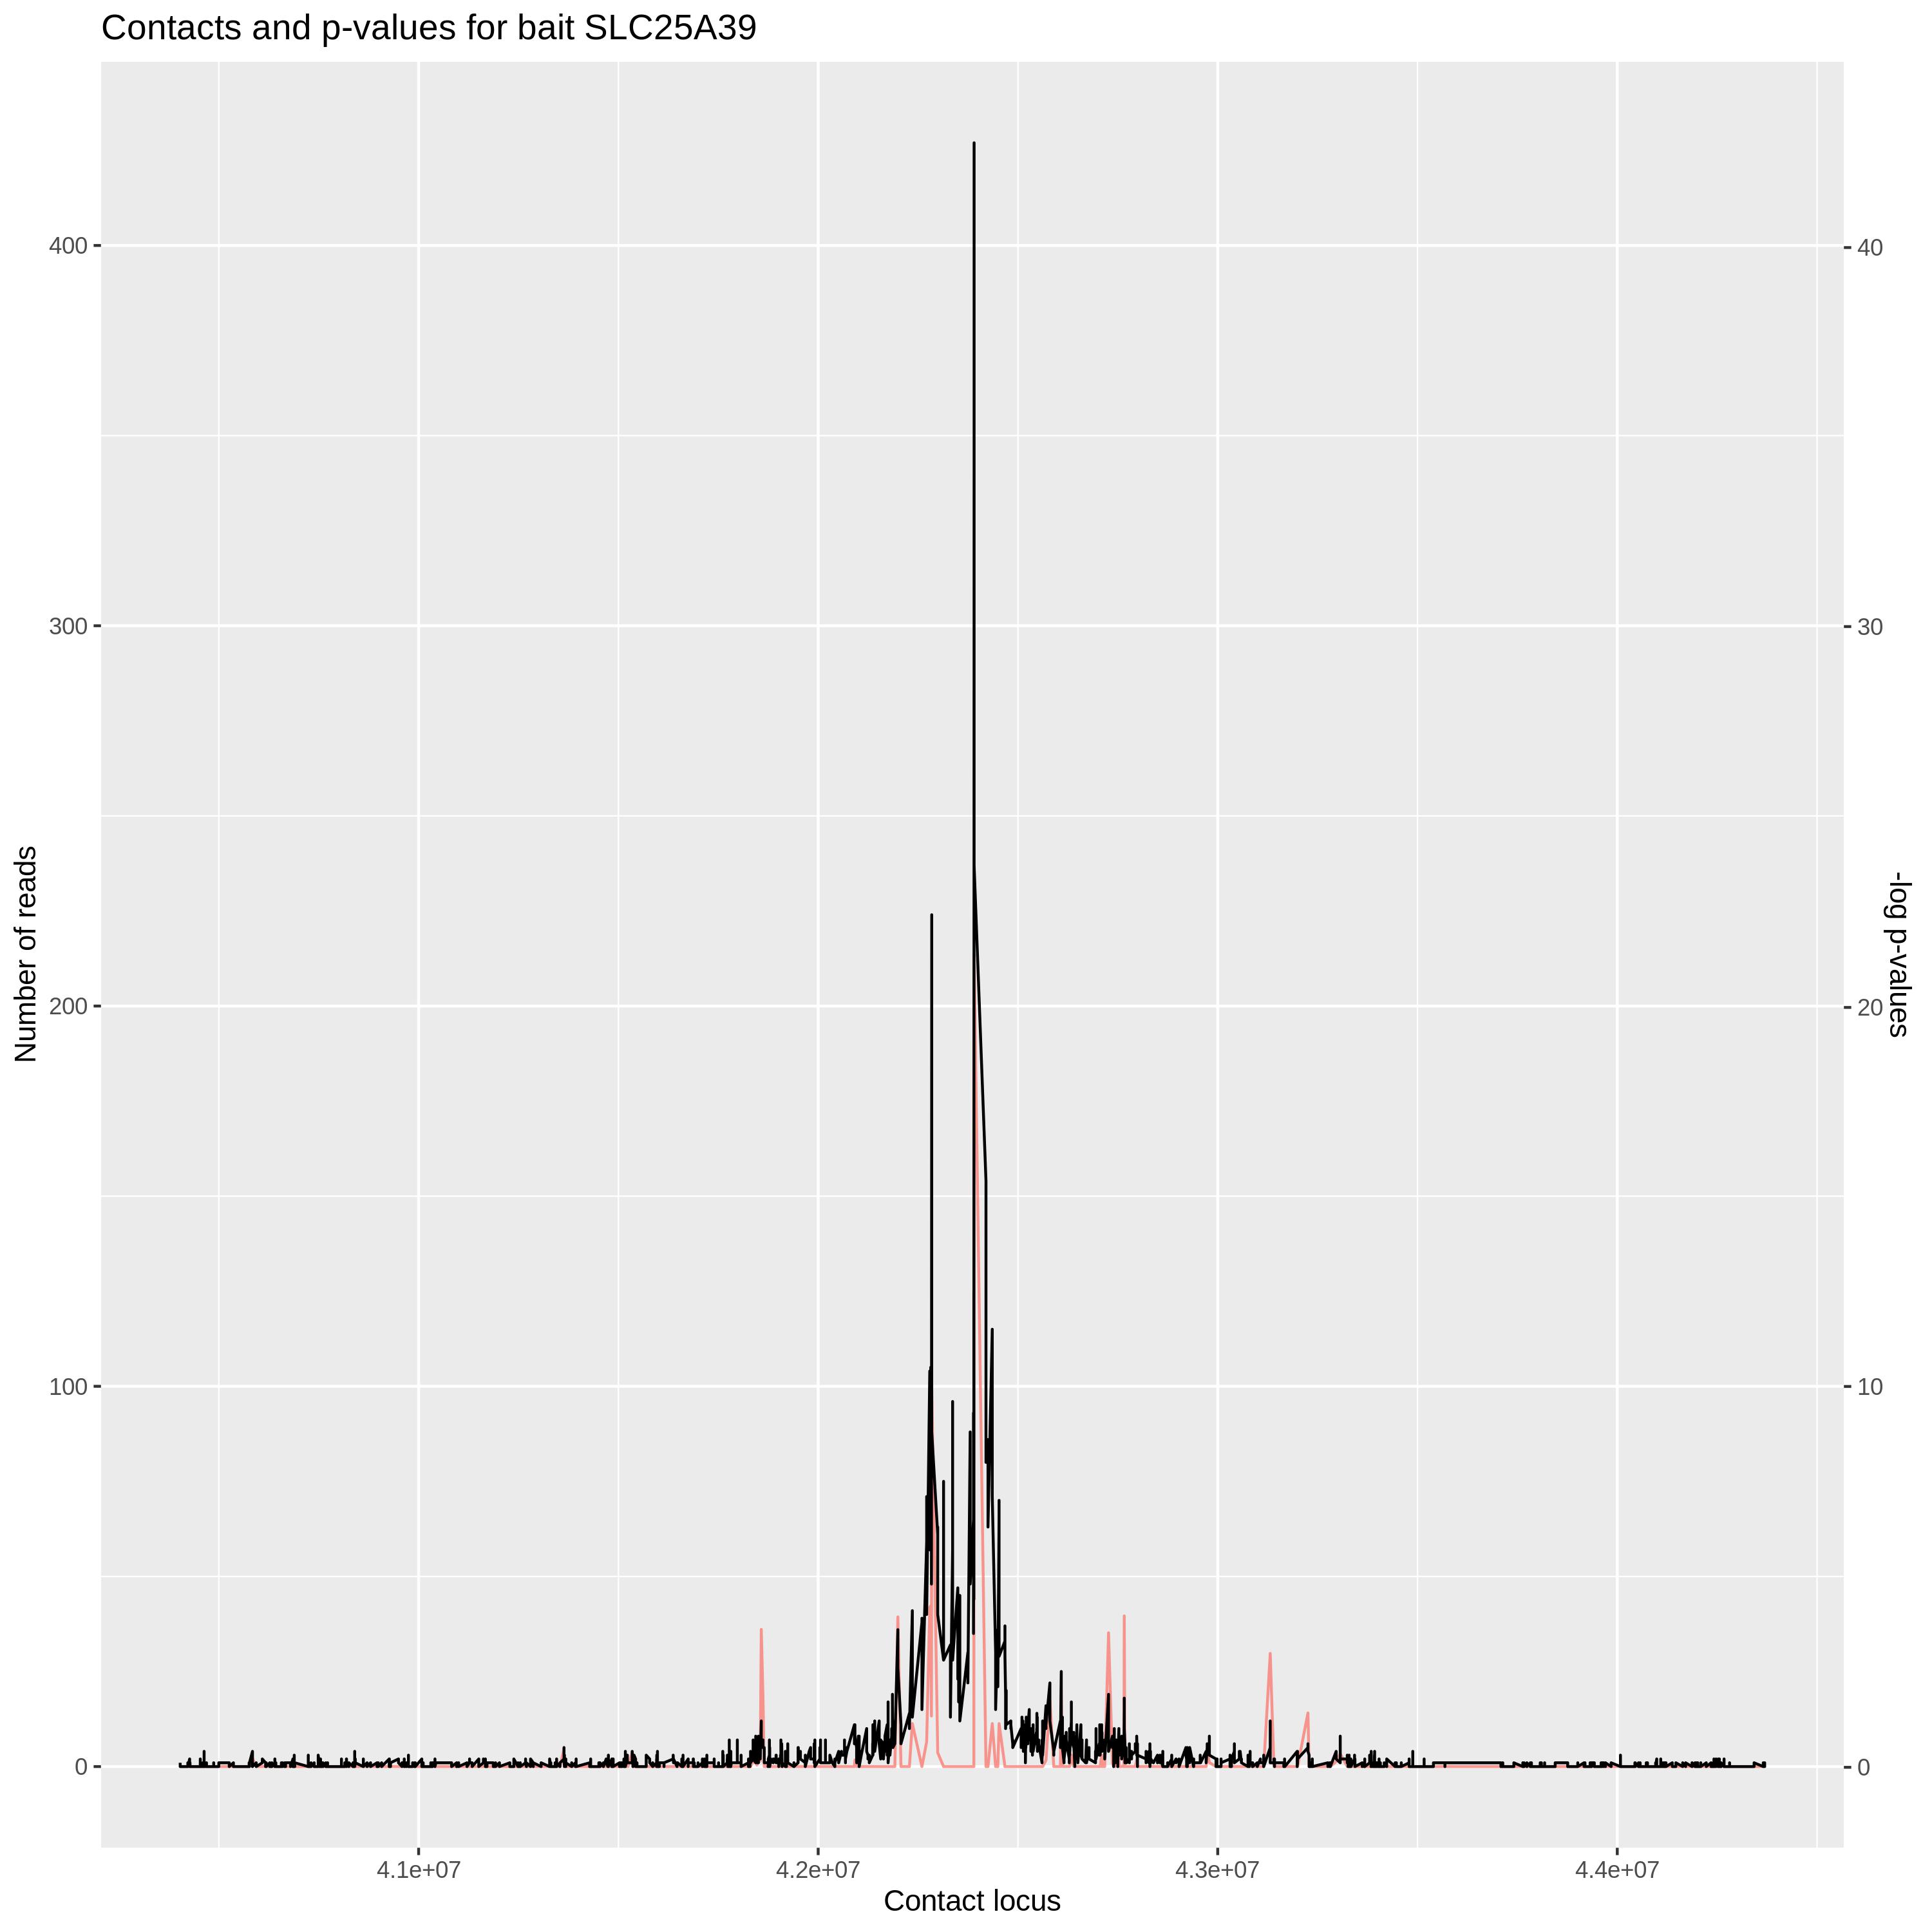 Contacts and p-values for bait SLC25A39
Number of reads
400
300
200
100
0
40
30
20
10
0
-log p-values
4.1e+07
4.2e+07
4.3e+07
4.4e+07
Contact locus